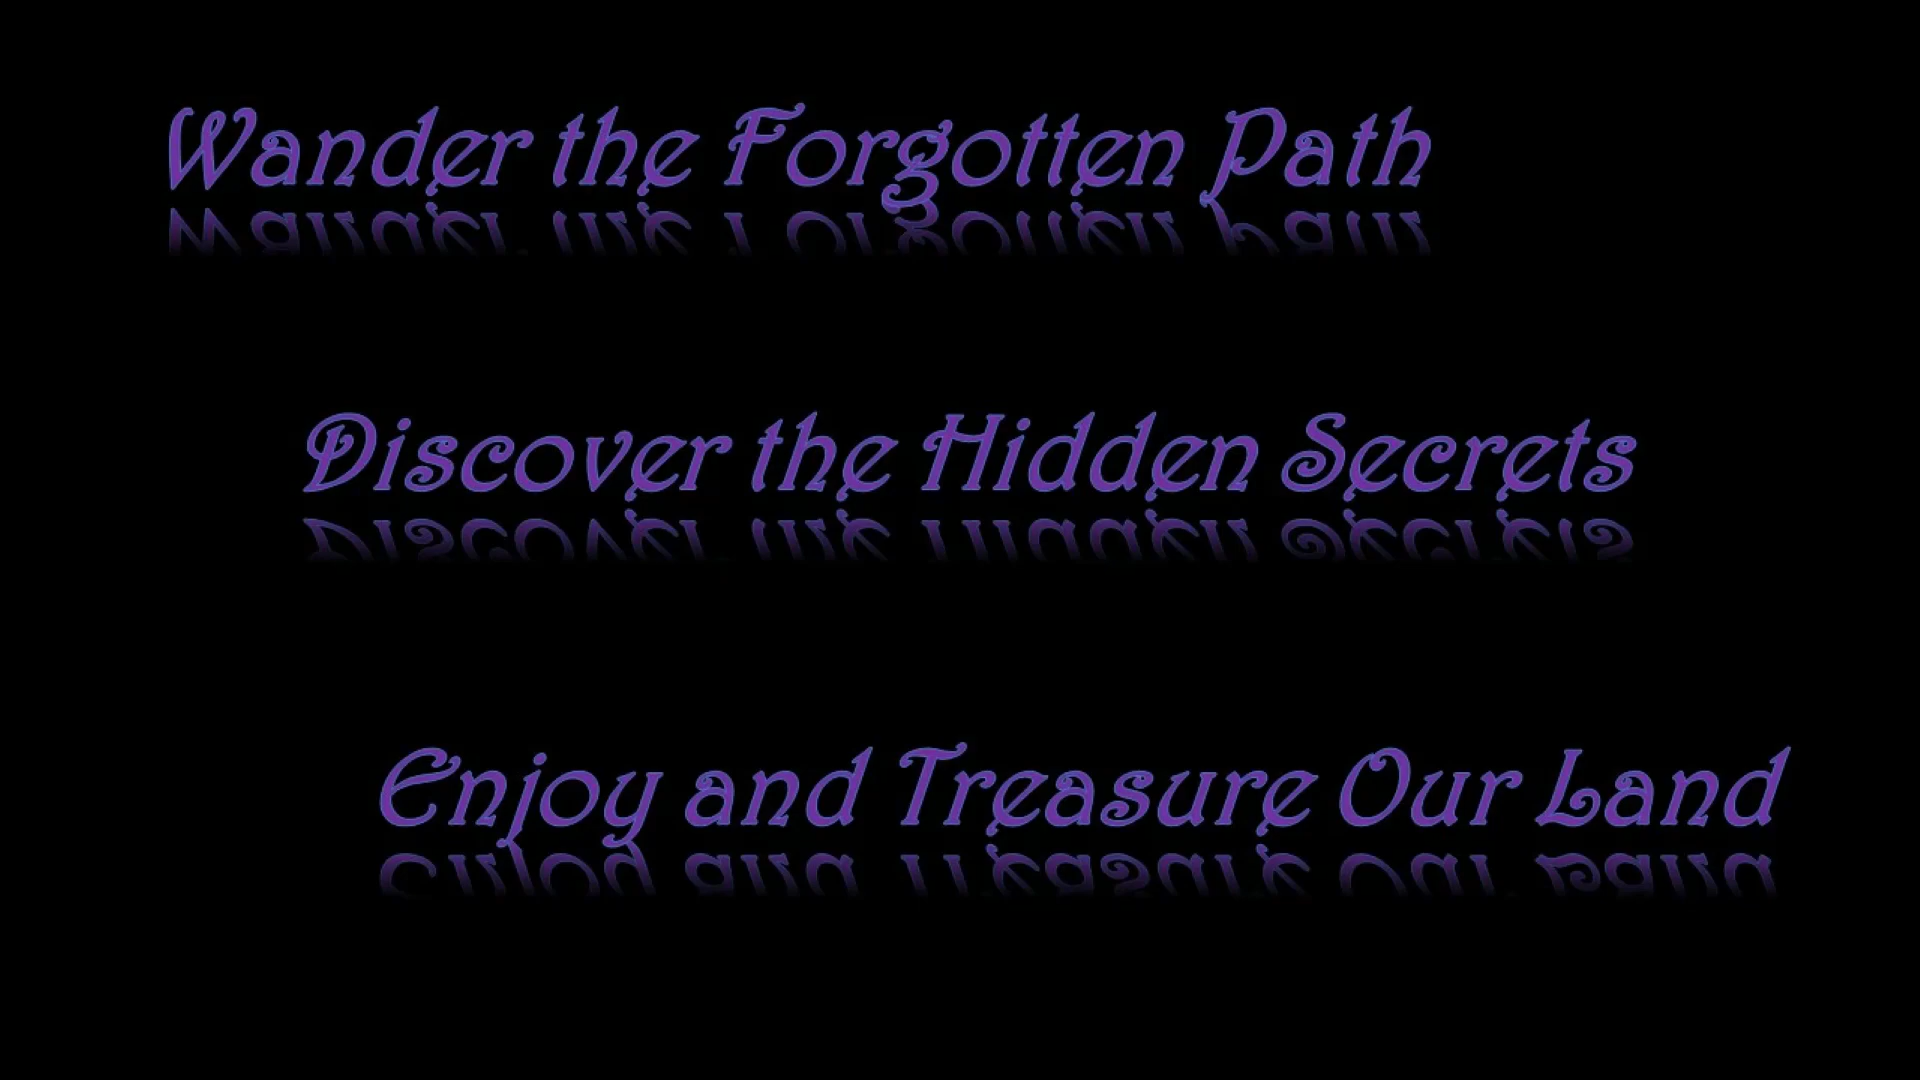 Wander the Forgotten Path
Discover the Hidden Secrets
Enjoy and Treasure Our Land